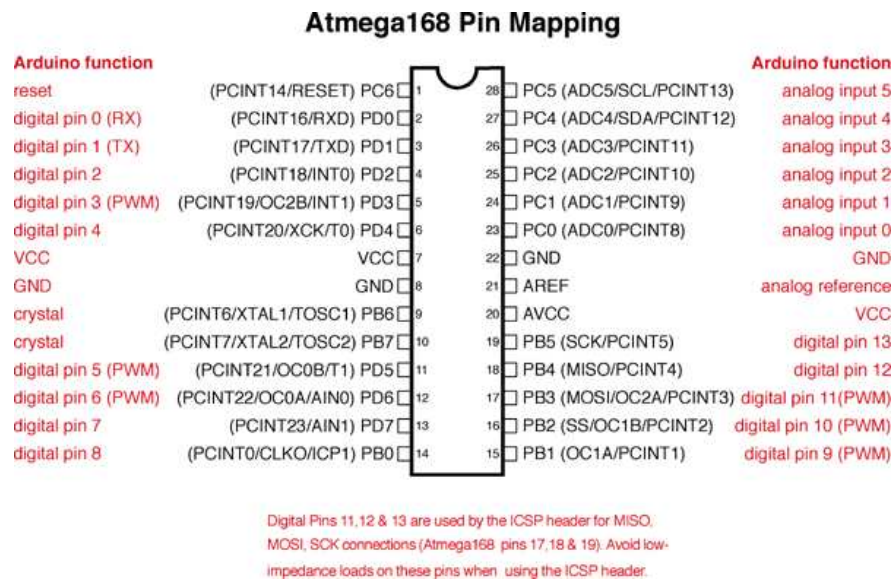 Atmega168 Pin Mapping
Arduino function Arduino function
reset (PCINT14/RESET) PC6 1 28 PC5 (ADC5/SCL/PCINT13) analog input 5
digital pin 0 (RX) (PCINT16/RXD) PD0 2 27 PC4 (ADC4/SDA/PCINT12) analog input 4
digital pin 1 (TX) (PCINT17/TXD) PD1 3 26 PC3 (ADC3/PCINT11) analog input 3
digital pin 2 (PCINT18/INT0) PD2 4 25 PC2 (ADC2/PCINT10) analog input 2
digital pin 3 (PWM) (PCINT19/OC2B/INT1) PD3 5 24 PC1 (ADC1/PCINT9) analog input 1
digital pin 4 (PCINT20/XCK/T0) PD4 6 23 PC0 (ADC0/PCINT8) analog input 0
VCC VCC 7 22 GND GND
GND GND 8 21 AREF analog reference
crystal (PCINT6/XTAL1/TOSC1) PB6 9 20 AVCC VCC
crystal (PCINT7/XTAL2/TOSC2) PB7 10 19 PB5 (SCK/PCINT5) digital pin 13
digital pin 5 (PWM) (PCINT21/OC0B/T1) PD5 11 18 PB4 (MISO/PCINT4) digital pin 12
digital pin 6 (PWM) (PCINT22/OC0A/AIN0) PD6 12 17 PB3 (MOSI/OC2A/PCINT3) digital pin 11(PWM)
digital pin 7 (PCINT23/AIN1) PD7 13 16 PB2 (SS/OC1B/PCINT2) digital pin 10 (PWM)
digital pin 8 (PCINT0/CLKO/ICP1) PB0 14 15 PB1 (OC1A/PCINT1) digital pin 9 (PWM)
Digital Pins 11,12 & 13 are used by the ICSP header for MISO,
MOSI, SCK connections (Atmega168 pins 17,18 & 19). Avoid low-
impedance loads on these pins when using the ICSP header.